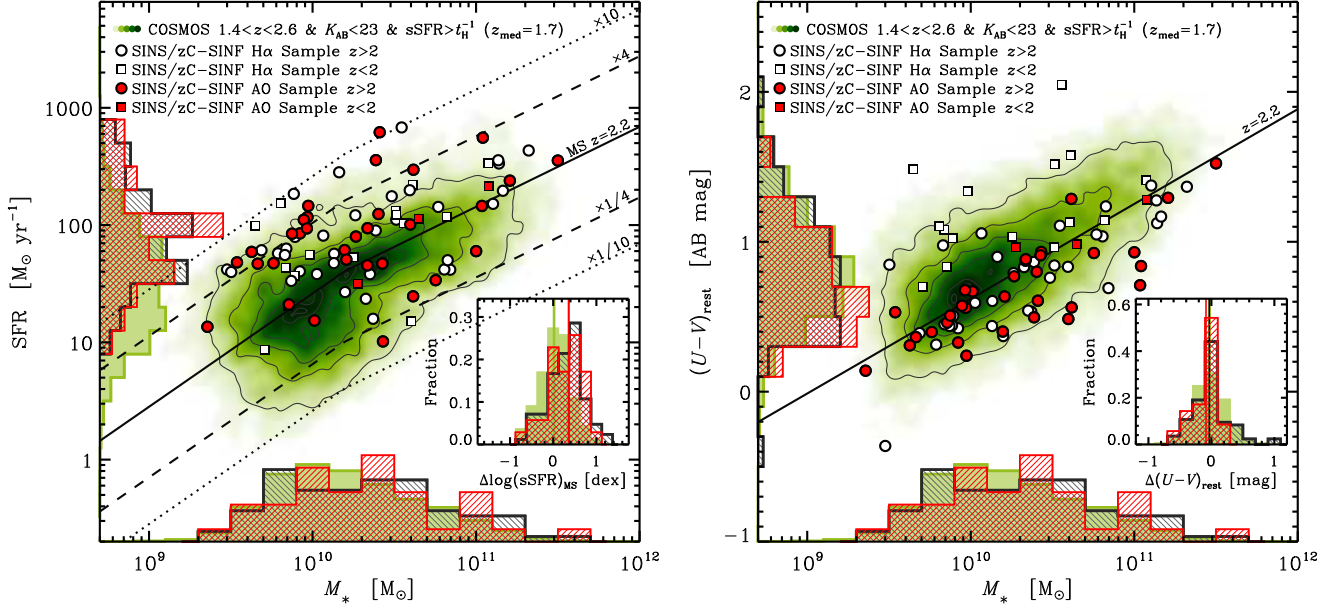 COSMOS 1.4<z<2.6 & K_AB<23 & sSFR>t_H^-1 (z_med=1.7)
SINS/zC-SINF Hα Sample z>2
SINS/zC-SINF Hα Sample z<2
SINS/zC-SINF AO Sample z>2
SINS/zC-SINF AO Sample z<2
×10
×4
MS z=2.2
×1/4
×1/10
SFR [M⊙ yr^-1]
1000
100
10
1
Fraction
0.3
0.2
0.1
0.0
-1 0 1
Δlog(sSFR)_MS [dex]
10^9 10^10 10^11 10^12
M_* [M⊙]
COSMOS 1.4<z<2.6 & K_AB<23 & sSFR>t_H^-1 (z_med=1.7)
SINS/zC-SINF Hα Sample z>2
SINS/zC-SINF Hα Sample z<2
SINS/zC-SINF AO Sample z>2
SINS/zC-SINF AO Sample z<2
z=2.2
(U-V)_rest [AB mag]
2
1
0
-1
Fraction
0.6
0.4
0.2
0.0
-1 0 1
Δ(U-V)_rest [mag]
10^9 10^10 10^11 10^12
M_* [M⊙]